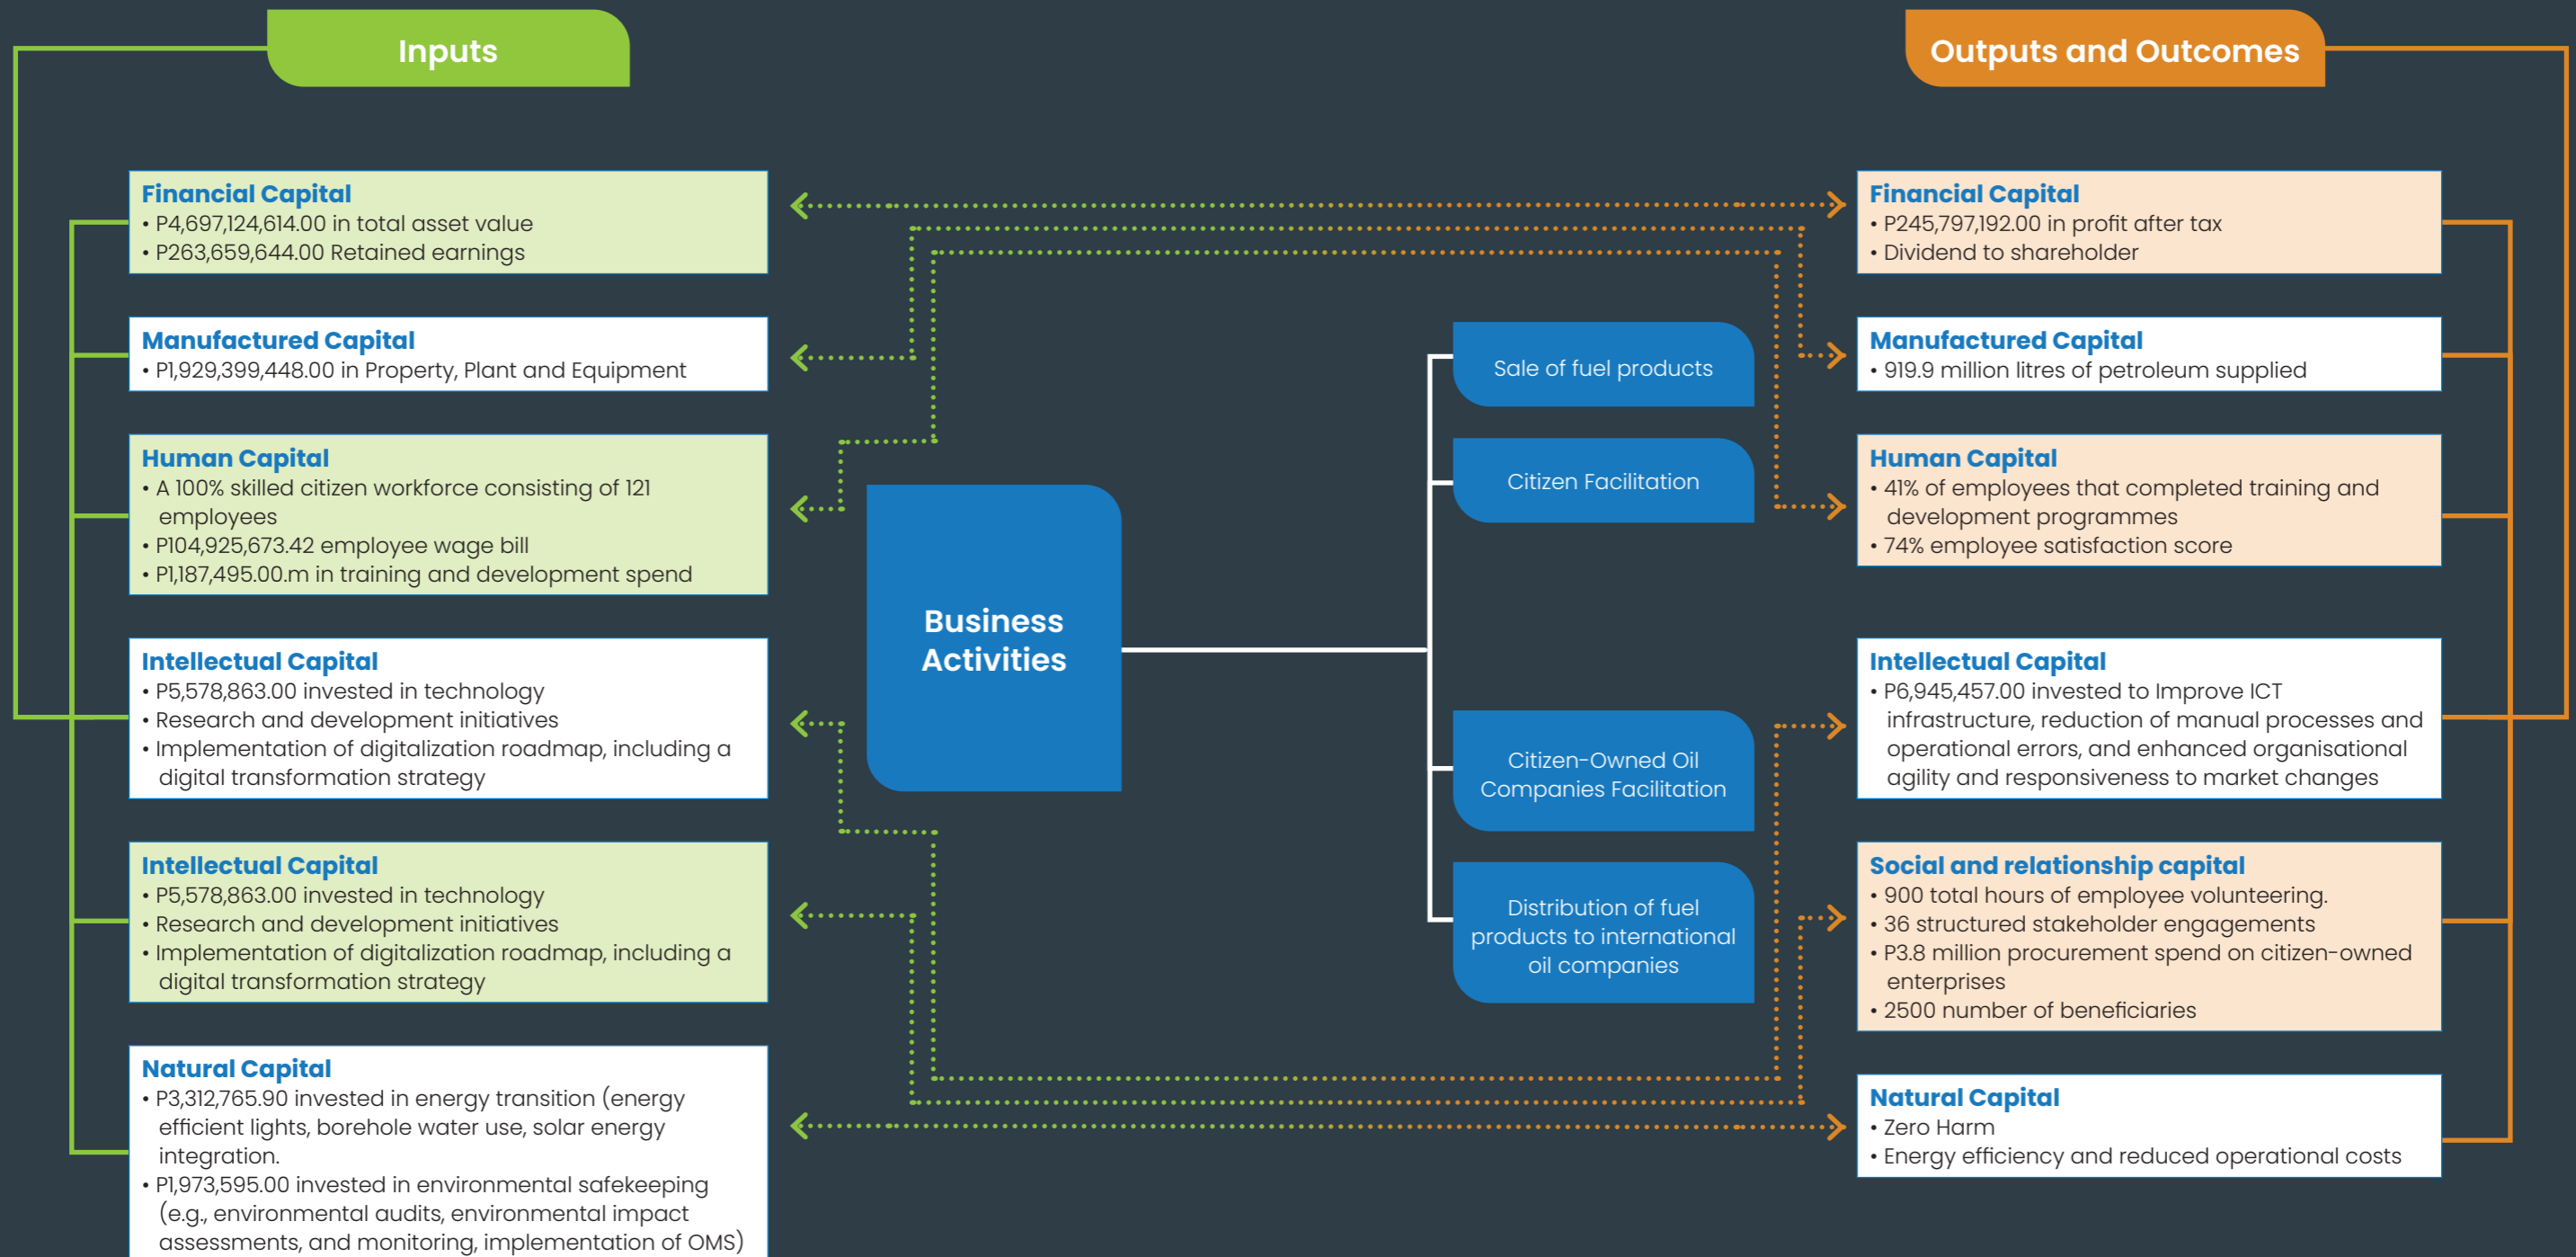 Inputs
Financial Capital
• P4,697,124,614.00 in total asset value
• P263,659,644.00 Retained earnings
Manufactured Capital
• P1,929,399,448.00 in Property, Plant and Equipment
Human Capital
• A 100% skilled citizen workforce consisting of 121
employees
• P104,925,673.42 employee wage bill
• P1,187,495.00.m in training and development spend
Intellectual Capital
• P5,578,863.00 invested in technology
• Research and development initiatives
• Implementation of digitalization roadmap, including a
digital transformation strategy
Intellectual Capital
• P5,578,863.00 invested in technology
• Research and development initiatives
• Implementation of digitalization roadmap, including a
digital transformation strategy
Natural Capital
• P3,312,765.90 invested in energy transition (energy
efficient lights, borehole water use, solar energy
integration.
• P1,973,595.00 invested in environmental safekeeping
(e.g., environmental audits, environmental impact
assessments, and monitoring, implementation of OMS)
Business
Activities
Sale of fuel products
Citizen Facilitation
Citizen-Owned Oil
Companies Facilitation
Distribution of fuel
products to international
oil companies
Outputs and Outcomes
Financial Capital
• P245,797,192.00 in profit after tax
• Dividend to shareholder
Manufactured Capital
• 919.9 million litres of petroleum supplied
Human Capital
• 41% of employees that completed training and
development programmes
• 74% employee satisfaction score
Intellectual Capital
• P6,945,457.00 invested to Improve ICT
infrastructure, reduction of manual processes and
operational errors, and enhanced organisational
agility and responsiveness to market changes
Social and relationship capital
• 900 total hours of employee volunteering.
• 36 structured stakeholder engagements
• P3.8 million procurement spend on citizen-owned
enterprises
• 2500 number of beneficiaries
Natural Capital
• Zero Harm
• Energy efficiency and reduced operational costs